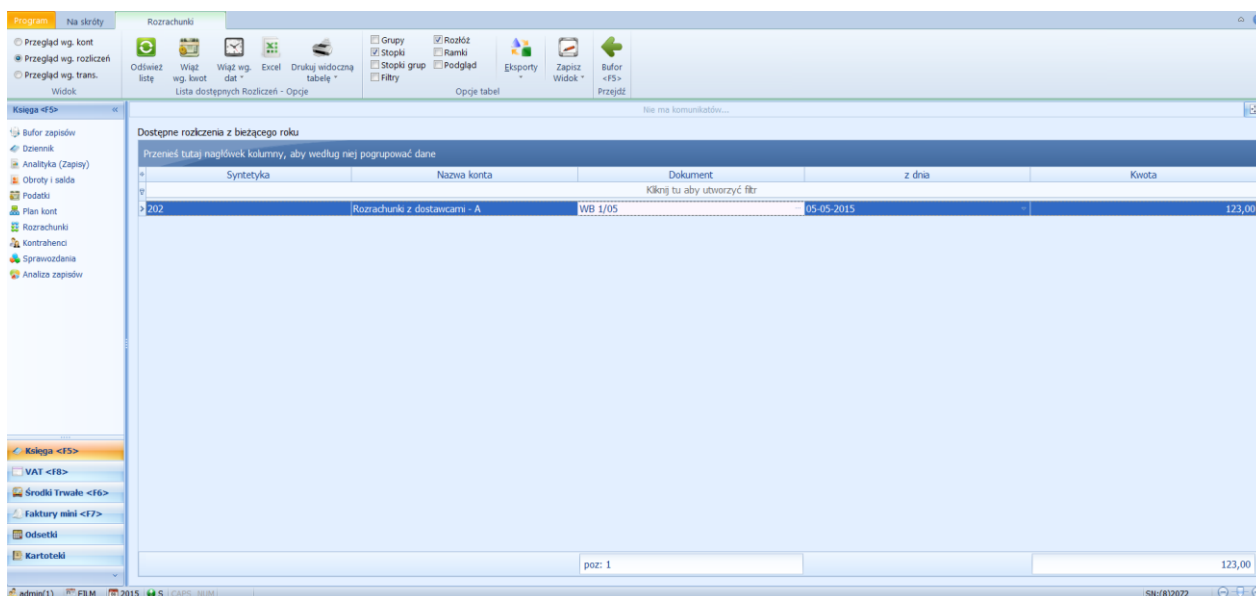 Program Na skróty Rozrachunki
Przegląd wg. kont
Przegląd wg. rozliczeń
Przegląd wg. trans.
Widok
Odśwież listę
Wiąż wg. kwot
Wiąż wg. dat
Excel
Drukuj widoczną tabelę
Lista dostępnych Rozliczeń - Opcje
Grupy Rozłóż
Stopki Ramki
Stopki grup Podgląd
Filtry
Eksporty
Opcje tabel
Zapisz Widok
Bufor <F5>
Przejdź
Księga <F5> «
Nie ma komunikatów...
Bufor zapisów
Dziennik
Analityka (Zapisy)
Obroty i salda
Podatki
Plan kont
Rozrachunki
Kontrahenci
Sprawozdania
Analiza zapisów
Dostępne rozliczenia z bieżącego roku
Przenieś tutaj nagłówek kolumny, aby według niej pogrupować dane
Syntetyka Nazwa konta Dokument z dnia Kwota
Kliknij tu aby utworzyć filtr
202 Rozrachunki z dostawcami - A WB 1/05 05-05-2015 123,00
Księga <F5>
VAT <F8>
Środki Trwałe <F6>
Faktury mini <F7>
Odsetki
Kartoteki
poz: 1 123,00
admin(1) FILM 2015 S CAPS NUM SN:(8)2072